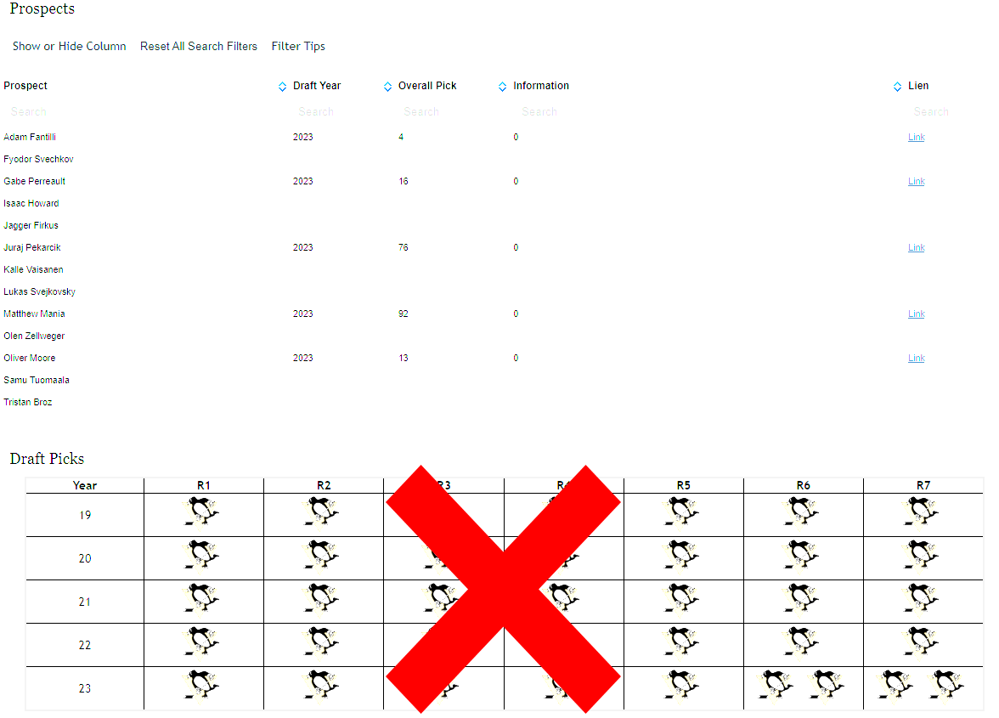 Prospects
Show or Hide Column Reset All Search Filters Filter Tips
Prospect Draft Year Overall Pick Information Lien
Search Search Search Search Search
Adam Fantilli 2023 4 0 Link
Fyodor Svechkov
Gabe Perreault 2023 16 0 Link
Isaac Howard
Jagger Firkus
Juraj Pekarcik 2023 76 0 Link
Kalle Vaisanen
Lukas Svejkovsky
Matthew Mania 2023 92 0 Link
Olen Zellweger
Oliver Moore 2023 13 0 Link
Samu Tuomaala
Tristan Broz
Draft Picks
Year R1 R2 R3 R4 R5 R6 R7
19
20
21
22
23